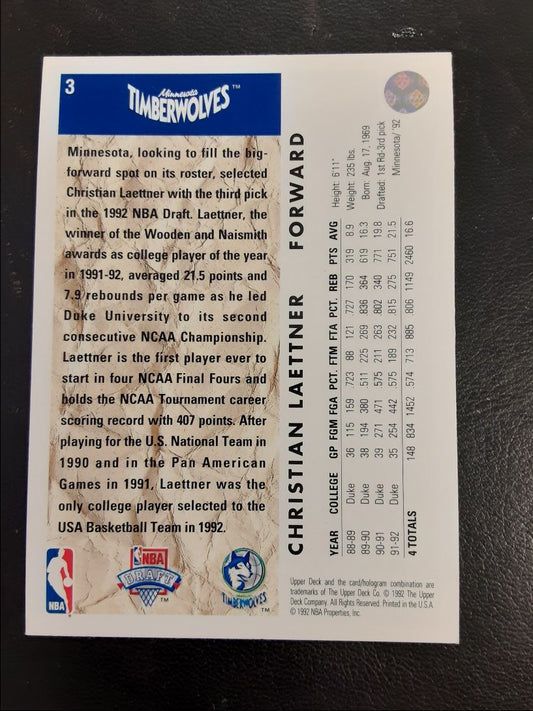 3
Minnesota
TIMBERWOLVES™
Minnesota, looking to fill the big-
forward spot on its roster, selected
Christian Laettner with the third pick
in the 1992 NBA Draft. Laettner, the
winner of the Wooden and Naismith
awards as college player of the year
in 1991-92, averaged 21.5 points and
7.9 rebounds per game as he led
Duke University to its second
consecutive NCAA Championship.
Laettner is the first player ever to
start in four NCAA Final Fours and
holds the NCAA Tournament career
scoring record with 407 points. After
playing for the U.S. National Team in
1990 and in the Pan American
Games in 1991, Laettner was the
only college player selected to the
USA Basketball Team in 1992.
NBA
NBA
DRAFT
TIMBERWOLVES
TM
CHRISTIAN LAETTNER FORWARD
Height: 6'11"
Weight: 235 lbs.
Born: Aug. 17, 1969
Drafted: 1st Rd-3rd pick
Minnesota/'92
YEAR COLLEGE GP FGM FGA PCT. FTM FTA PCT. REB PTS AVG
88-89 Duke 36 115 159 .723 88 121 .727 170 319 8.9
89-90 Duke 38 194 380 .511 225 269 .836 364 619 16.3
90-91 Duke 39 271 471 .575 211 263 .802 340 771 19.8
91-92 Duke 35 254 442 .575 189 232 .815 275 751 21.5
4 TOTALS 148 834 1452 .574 713 885 .806 1149 2460 16.6
Upper Deck and the card/hologram combination are
trademarks of The Upper Deck Co. © 1992 The Upper
Deck Company. All Rights Reserved. Printed in the U.S.A.
© 1992 NBA Properties, Inc.